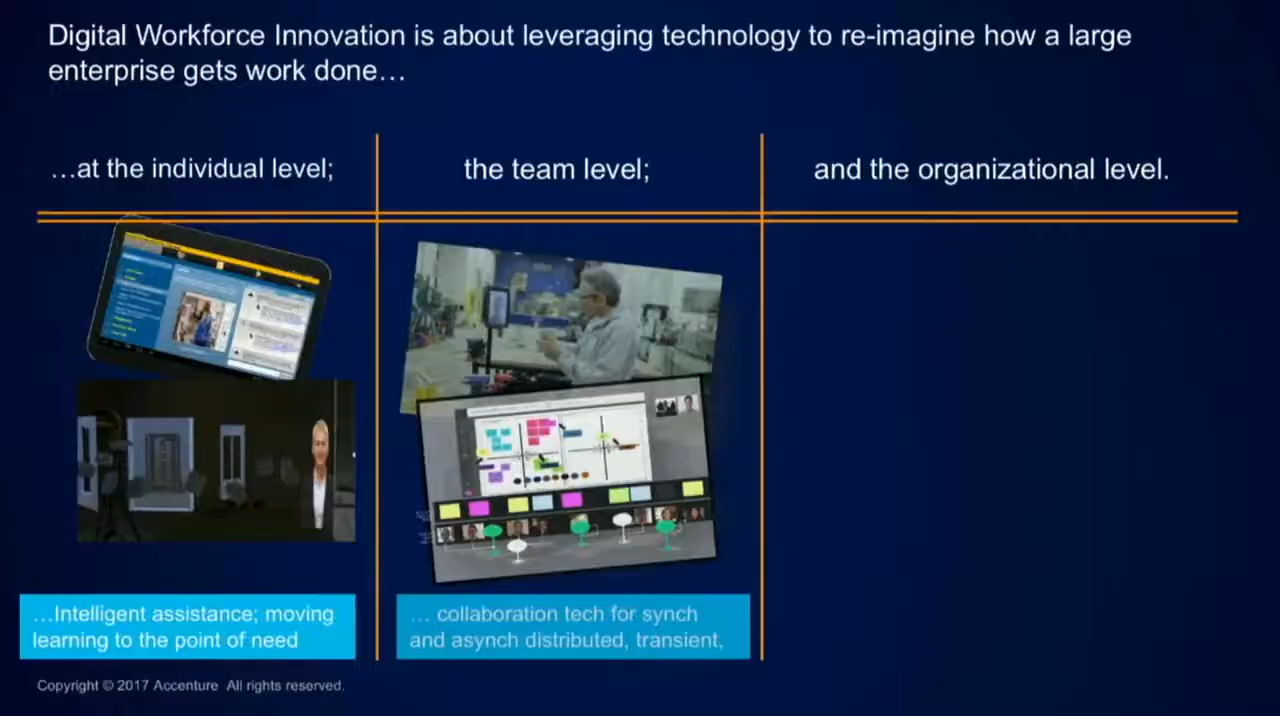 Digital Workforce Innovation is about leveraging technology to re-imagine how a large
enterprise gets work done…
…at the individual level;
the team level;
and the organizational level.
…Intelligent assistance; moving
learning to the point of need
… collaboration tech for synch
and asynch distributed, transient,
Copyright © 2017 Accenture All rights reserved.